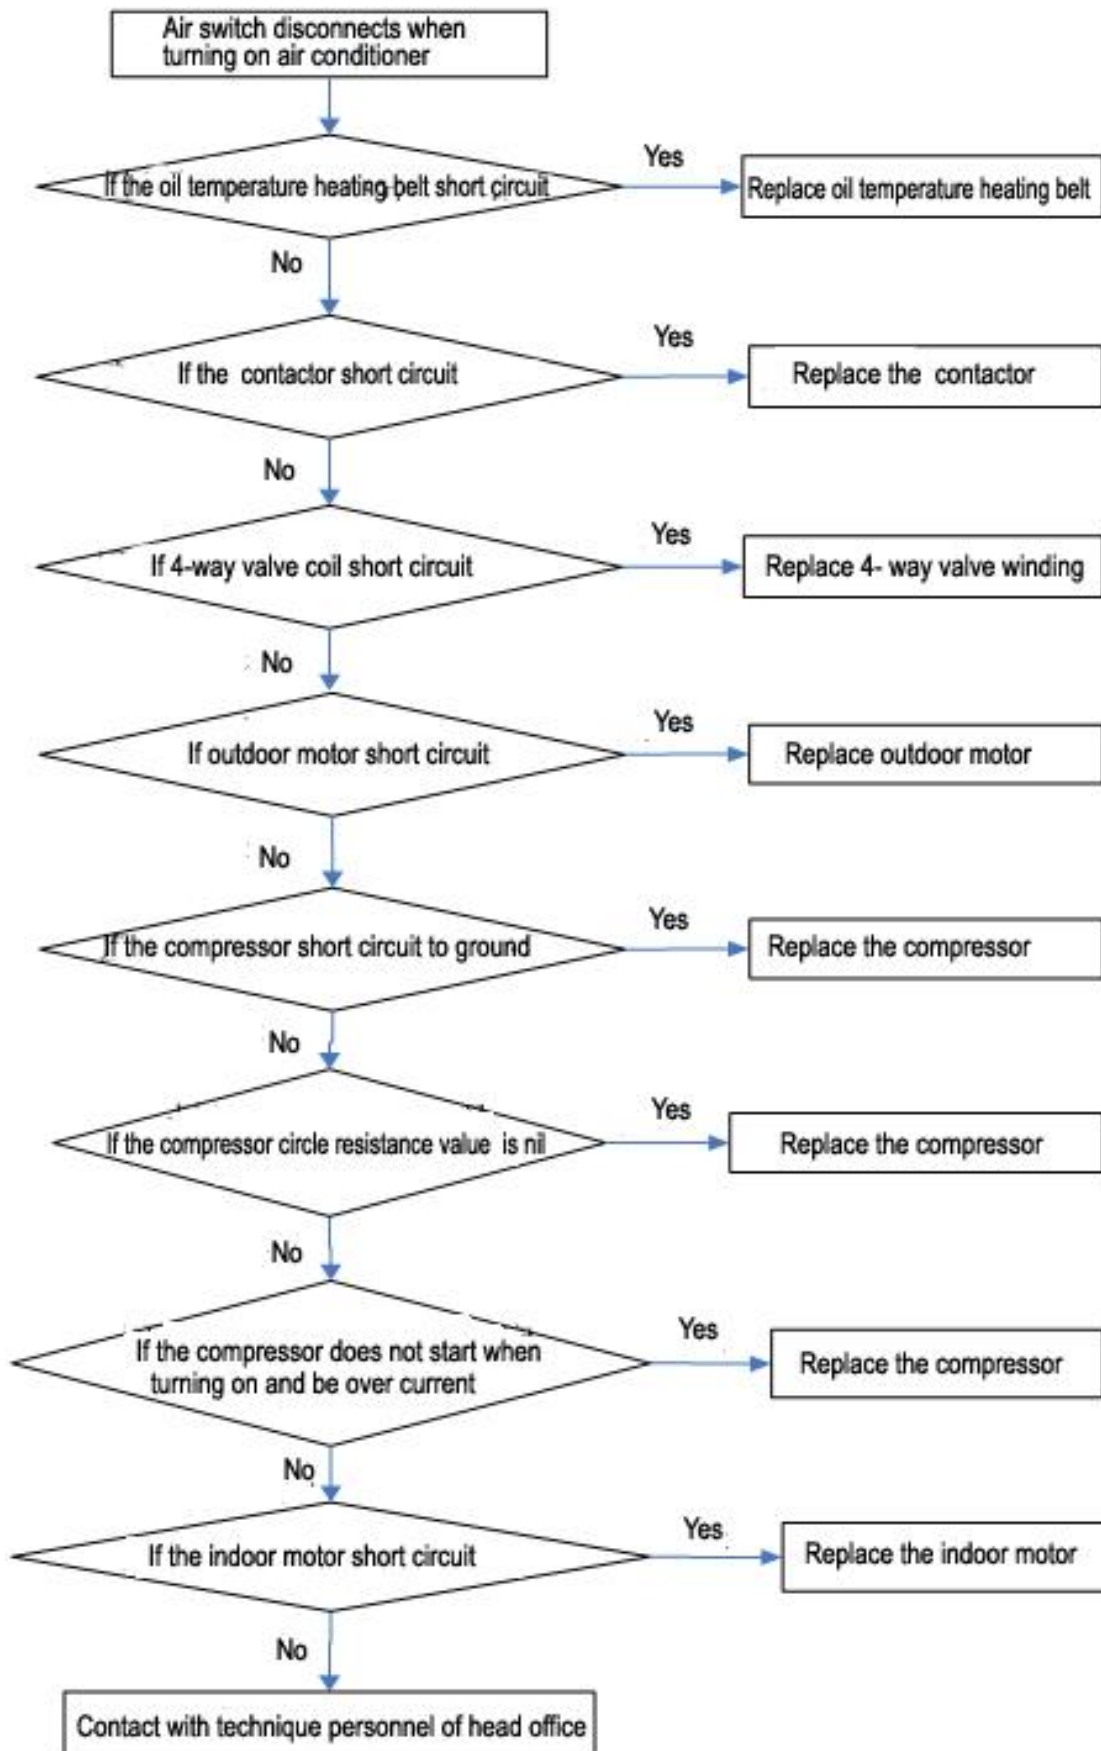 Air switch disconnects when
turning on air conditioner
If the oil temperature heating belt short circuit
Yes
Replace oil temperature heating belt
No
If the contactor short circuit
Yes
Replace the contactor
No
If 4-way valve coil short circuit
Yes
Replace 4- way valve winding
No
If outdoor motor short circuit
Yes
Replace outdoor motor
No
If the compressor short circuit to ground
Yes
Replace the compressor
No
If the compressor circle resistance value is nil
Yes
Replace the compressor
No
If the compressor does not start when
turning on and be over current
Yes
Replace the compressor
No
If the indoor motor short circuit
Yes
Replace the indoor motor
No
Contact with technique personnel of head office